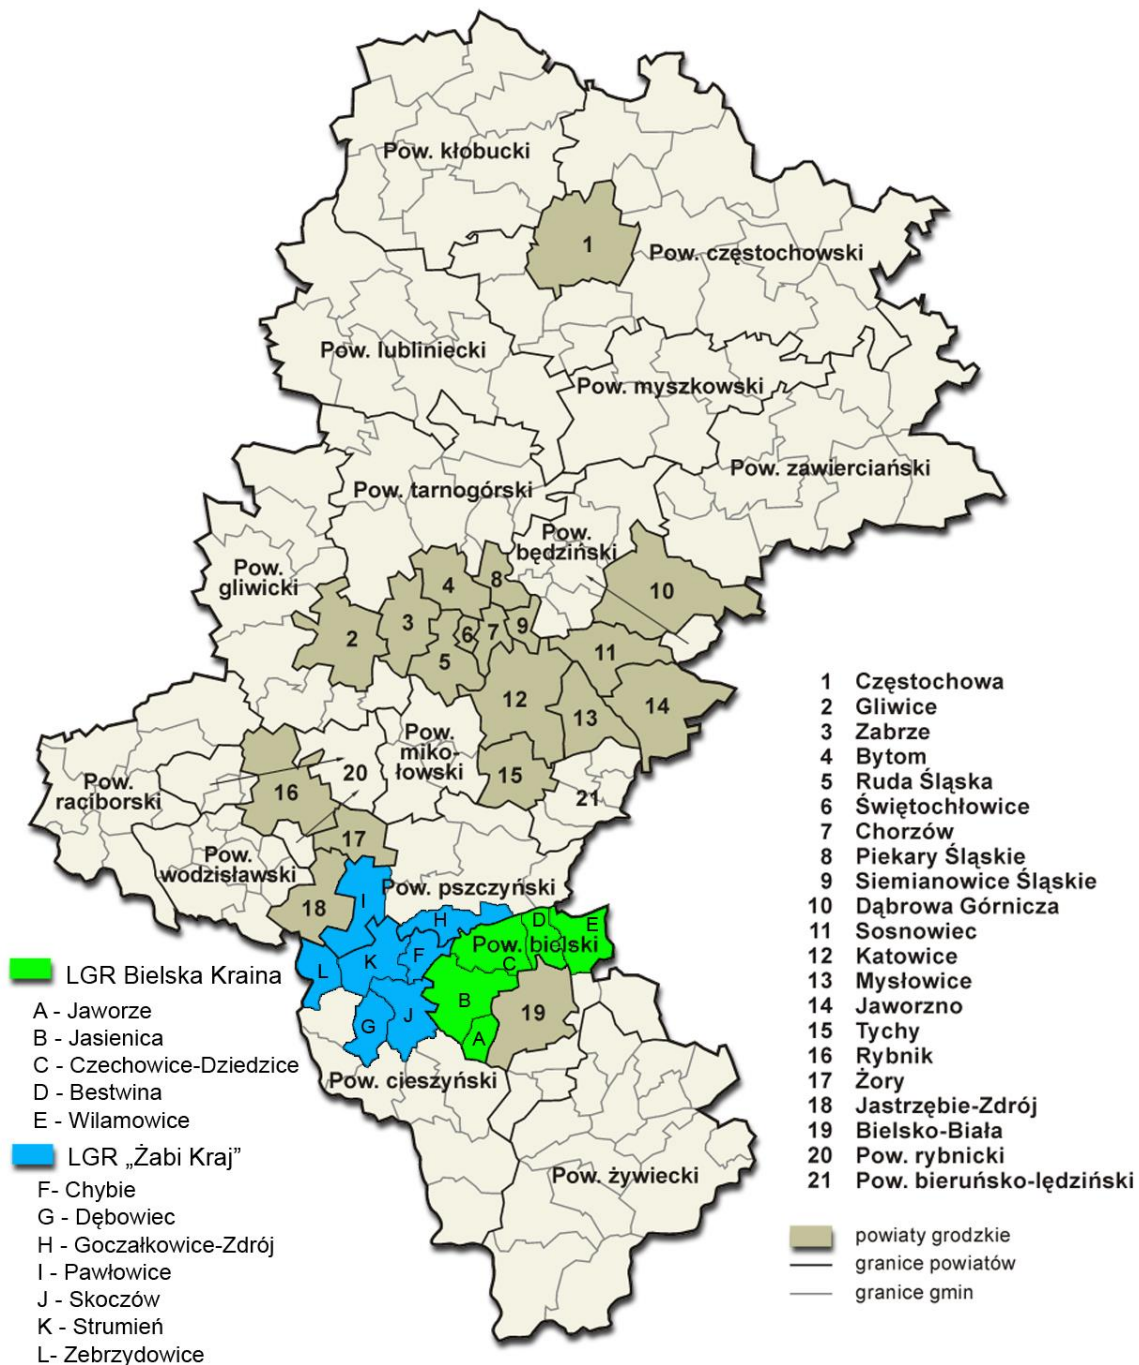 Pow. kłobucki
1
Pow. częstochowski
Pow. lubliniecki
Pow. myszkowski
Pow. zawierciański
Pow. tarnogórski
Pow.
będziński
Pow.
gliwicki
4
8
10
2
3
6
7
9
5
11
12
13
14
Pow.
miko-
łowski
15
20
21
Pow.
raciborski
16
17
Pow.
wodzisławski
18
Pow. pszczyński
I
H
D
E
Pow. bielski
F
C
K
L
B
G
J
A
19
Pow. cieszyński
Pow. żywiecki
LGR Bielska Kraina
A - Jaworze
B - Jasienica
C - Czechowice-Dziedzice
D - Bestwina
E - Wilamowice
LGR „Żabi Kraj”
F- Chybie
G - Dębowiec
H - Goczałkowice-Zdrój
I - Pawłowice
J - Skoczów
K - Strumień
L- Zebrzydowice
1 Częstochowa
2 Gliwice
3 Zabrze
4 Bytom
5 Ruda Śląska
6 Świętochłowice
7 Chorzów
8 Piekary Śląskie
9 Siemianowice Śląskie
10 Dąbrowa Górnicza
11 Sosnowiec
12 Katowice
13 Mysłowice
14 Jaworzno
15 Tychy
16 Rybnik
17 Żory
18 Jastrzębie-Zdrój
19 Bielsko-Biała
20 Pow. rybnicki
21 Pow. bieruńsko-lędziński
powiaty grodzkie
granice powiatów
granice gmin